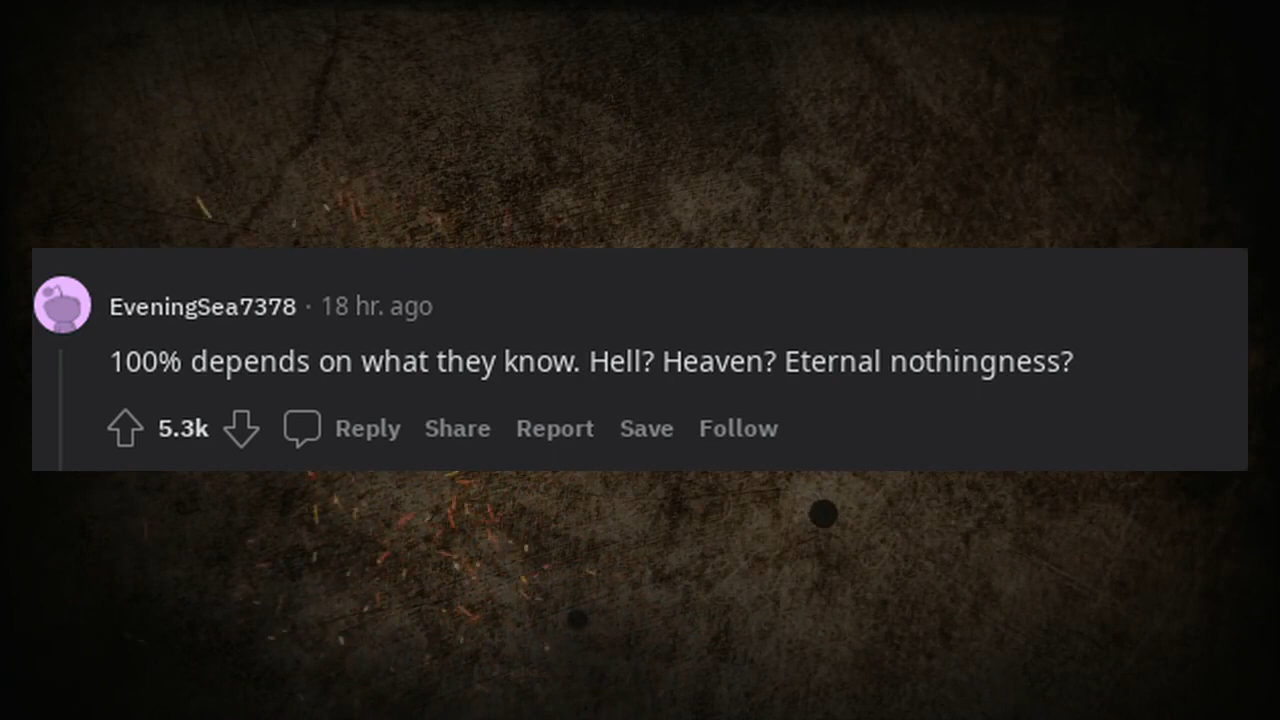 EveningSea7378 · 18 hr. ago
100% depends on what they know. Hell? Heaven? Eternal nothingness?
5.3k Reply Share Report Save Follow